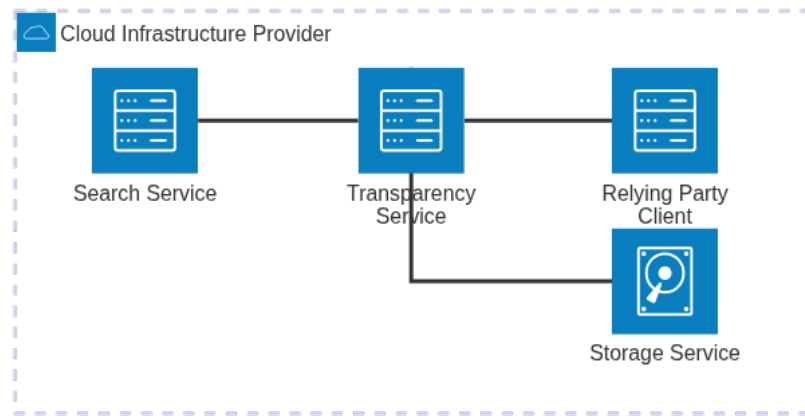 Cloud Infrastructure Provider
Search Service
Transparency
Service
Relying Party
Client
Storage Service